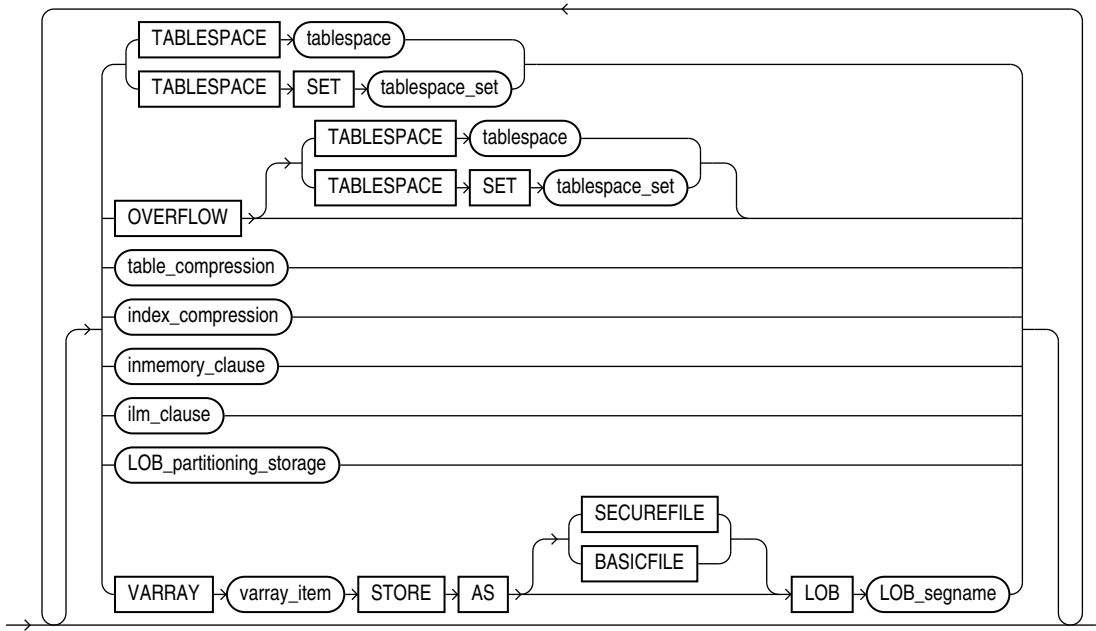 TABLESPACE tablespace
TABLESPACE SET tablespace_set
TABLESPACE tablespace
TABLESPACE SET tablespace_set
OVERFLOW
table_compression
index_compression
inmemory_clause
ilm_clause
LOB_partitioning_storage
SECUREFILE
BASICFILE
VARRAY varray_item STORE AS LOB LOB_segname